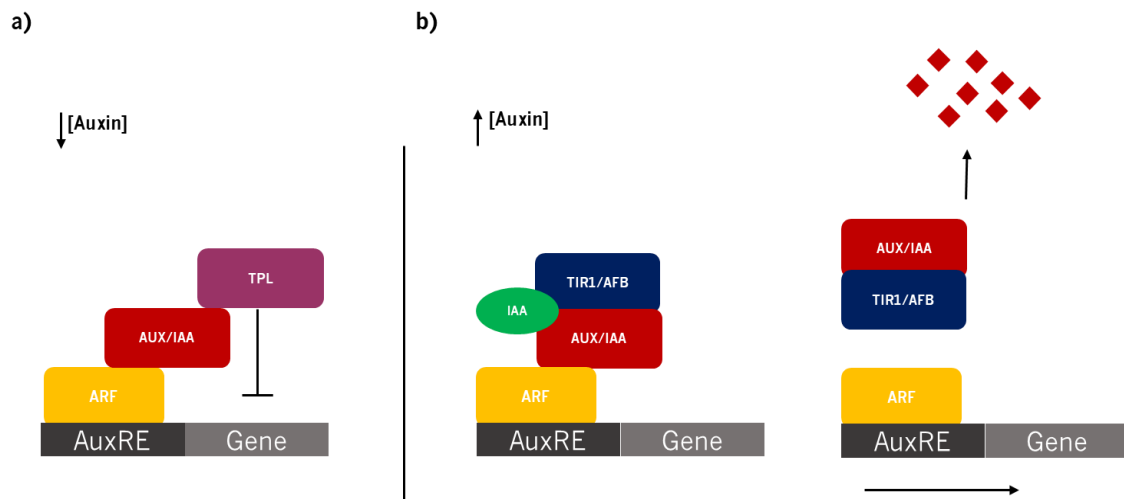 a)
[Auxin]
TPL
AUX/IAA
ARF
AuxRE Gene
b)
[Auxin]
TIR1/AFB
IAA
AUX/IAA
ARF
AuxRE Gene
AUX/IAA
TIR1/AFB
ARF
AuxRE Gene